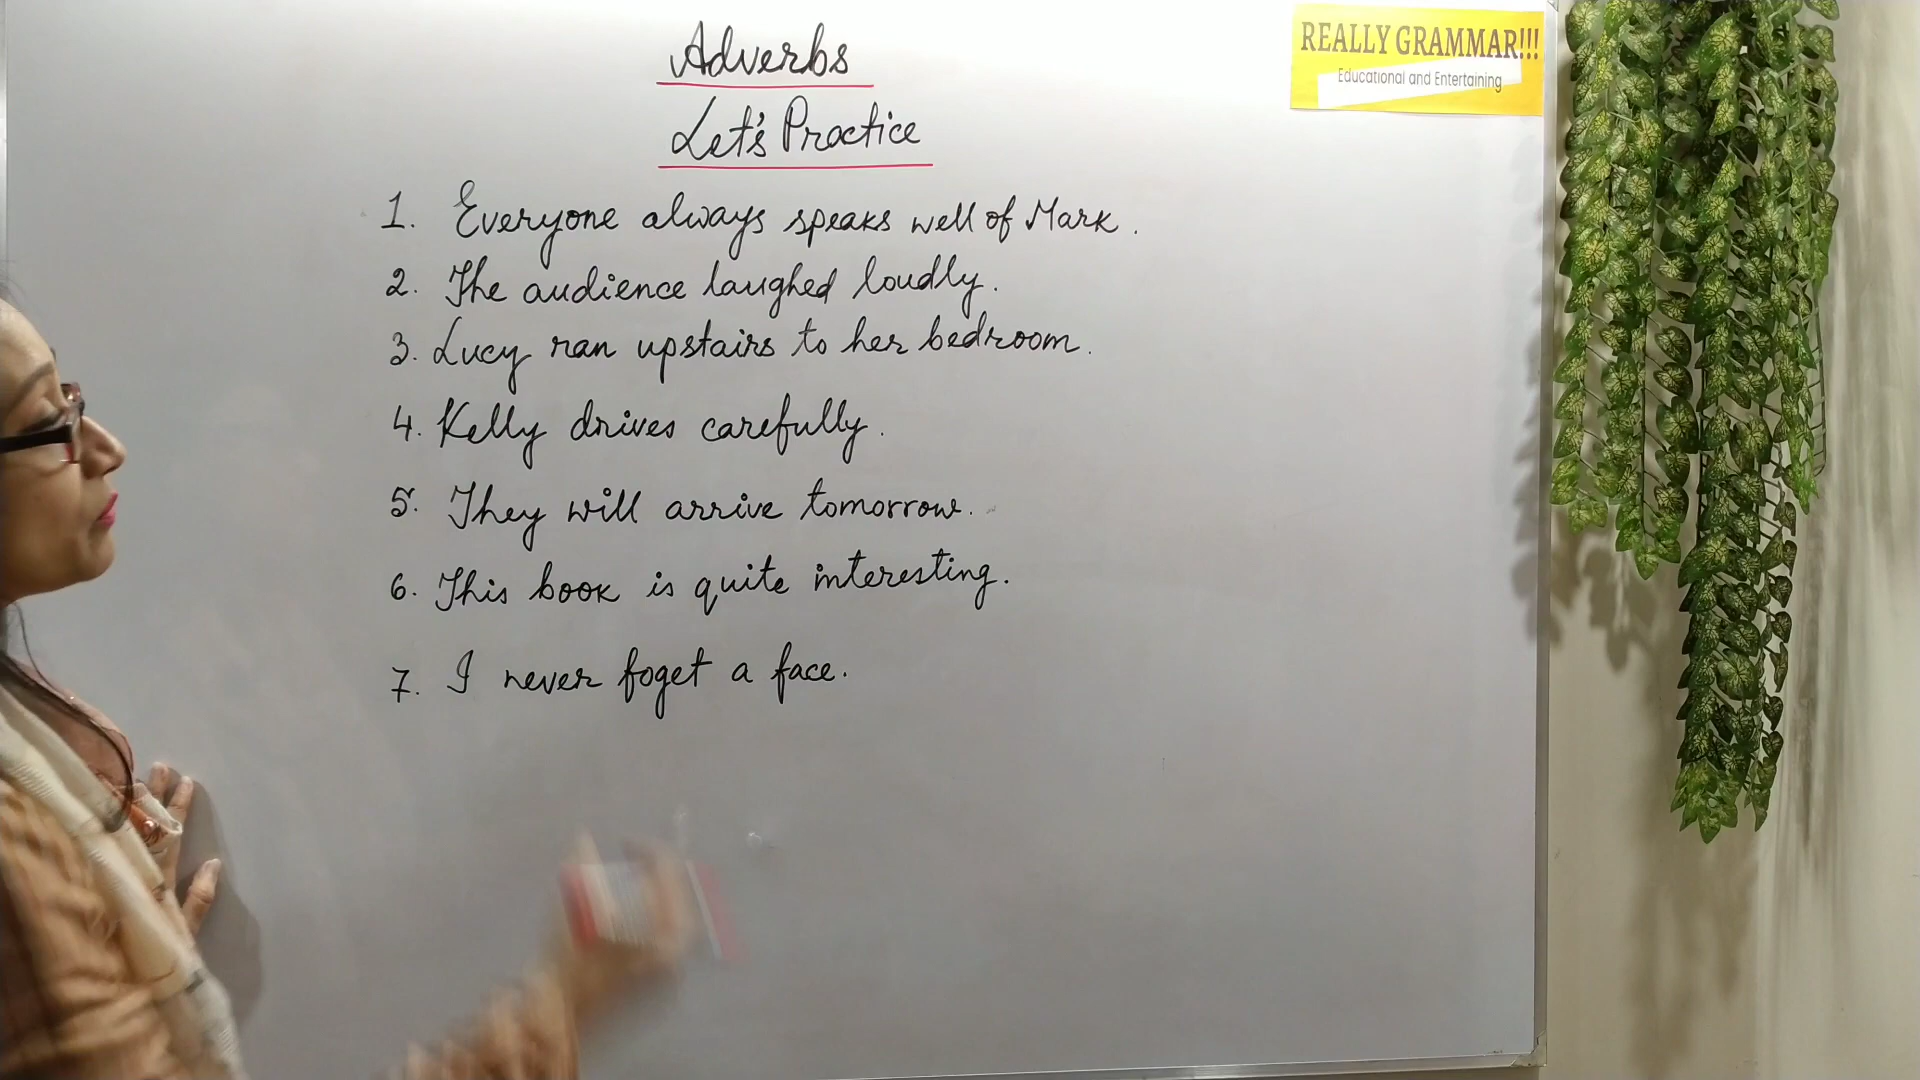 Adverbs
Let's Practice
REALLY GRAMMAR!!!
Educational and Entertaining
1. Everyone always speaks well of Mark.
2. The audience laughed loudly.
3. Lucy ran upstairs to her bedroom.
4. Kelly drives carefully.
5. They will arrive tomorrow.
6. This book is quite interesting.
7. I never foget a face.